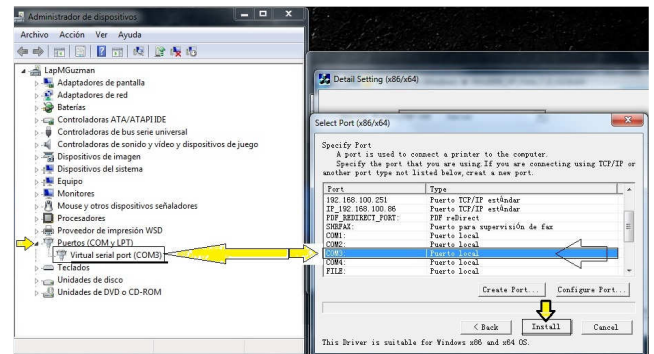 Administrador de dispositivos
Archivo Acción Ver Ayuda
LapMGuzman
Adaptadores de pantalla
Adaptadores de red
Baterías
Controladoras ATA/ATAPI IDE
Controladoras de bus serie universal
Controladoras de sonido y vídeo y dispositivos de juego
Dispositivos de imagen
Dispositivos del sistema
Equipo
Monitores
Mouse y otros dispositivos señaladores
Procesadores
Proveedor de impresión WSD
Puertos (COM y LPT)
Virtual serial port (COM3)
Teclados
Unidades de disco
Unidades de DVD o CD-ROM
Detail Setting (x86/x64)
Select Port (x86/x64)
Specify Port
A port is used to connect a printer to the computer.
Specify the port that you are using.If you are connecting using TCP/IP or
another port type not listed below, create a new port.
Port Type
192.168.100.251 Puerto TCP/IP estándar
IP_192.168.100.86 Puerto TCP/IP estándar
PDF_REDIRECT_PORT: PDF reDirect
SHRFAX: Puerto para supervisión de fax
COM1: Puerto local
COM2: Puerto local
COM3: Puerto local
COM4: Puerto local
FILE: Puerto local
Create Port... Configure Port...
< Back Install Cancel
This Driver is suitable for Windows x86 and x64 OS.